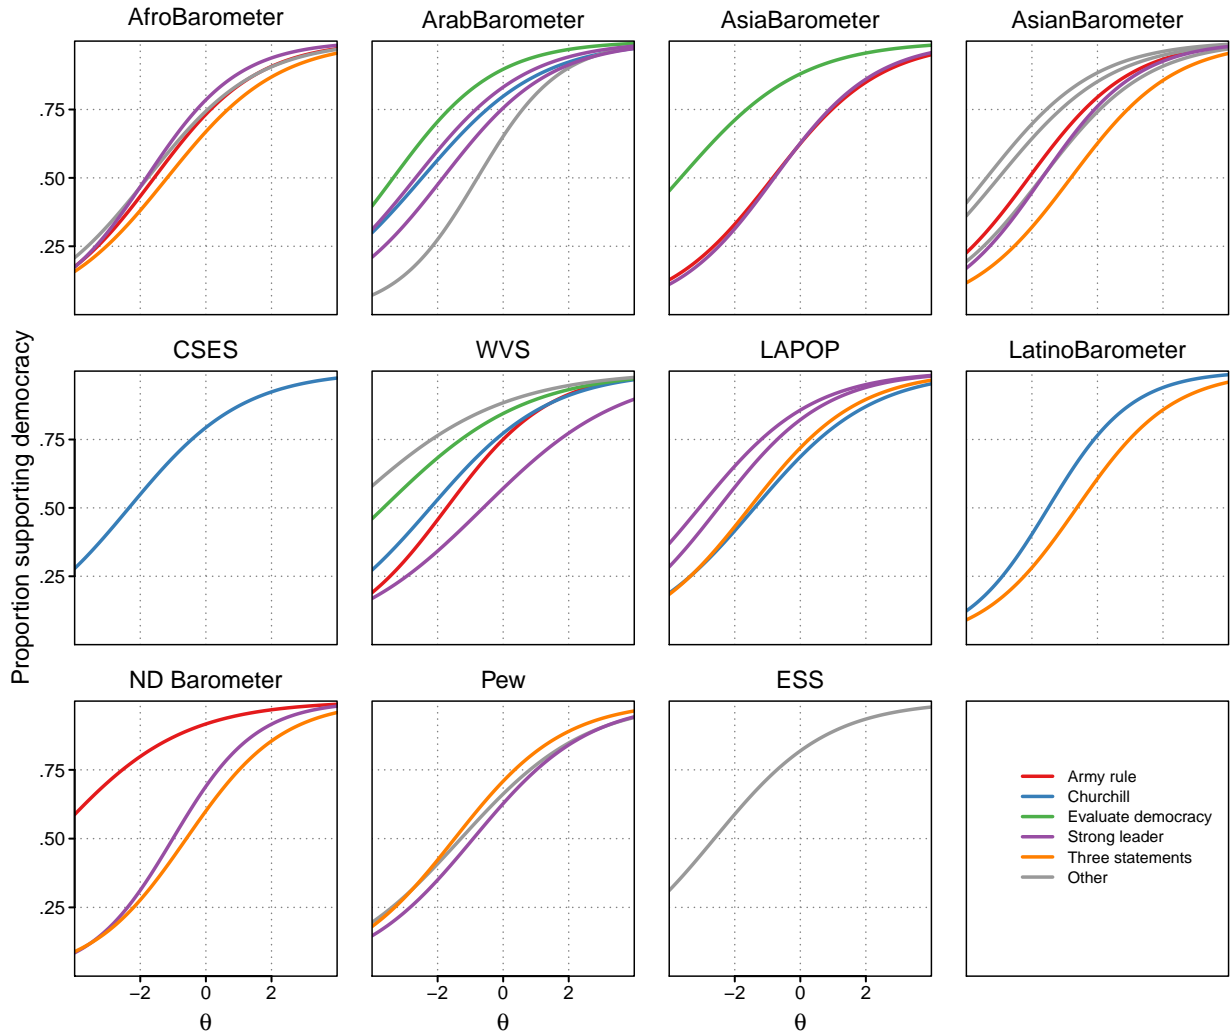 AfroBarometer
ArabBarometer
AsiaBarometer
AsianBarometer
.75
.50
.25
Proportion supporting democracy
CSES
WVS
LAPOP
LatinoBarometer
.75
.50
.25
ND Barometer
Pew
ESS
.75
.50
.25
Army rule
Churchill
Evaluate democracy
Strong leader
Three statements
Other
−2 0 2
−2 0 2
−2 0 2
θ
θ
θ